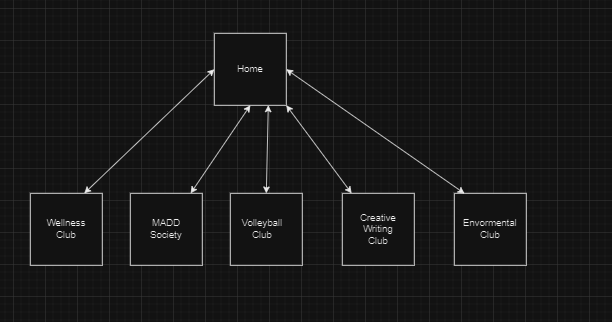 Home
Wellness
Club
MADD
Society
Volleyball
Club
Creative
Writing
Club
Envormental
Club